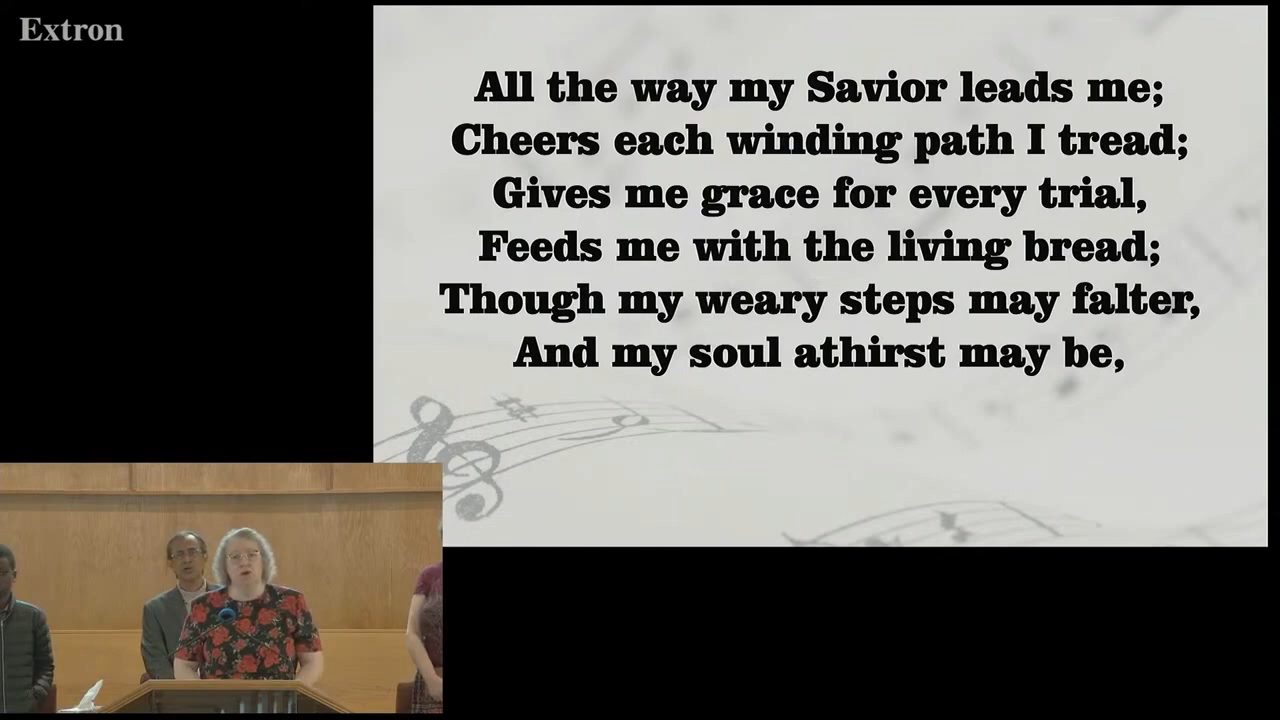 Extron
All the way my Savior leads me;
Cheers each winding path I tread;
Gives me grace for every trial,
Feeds me with the living bread;
Though my weary steps may falter,
And my soul athirst may be,